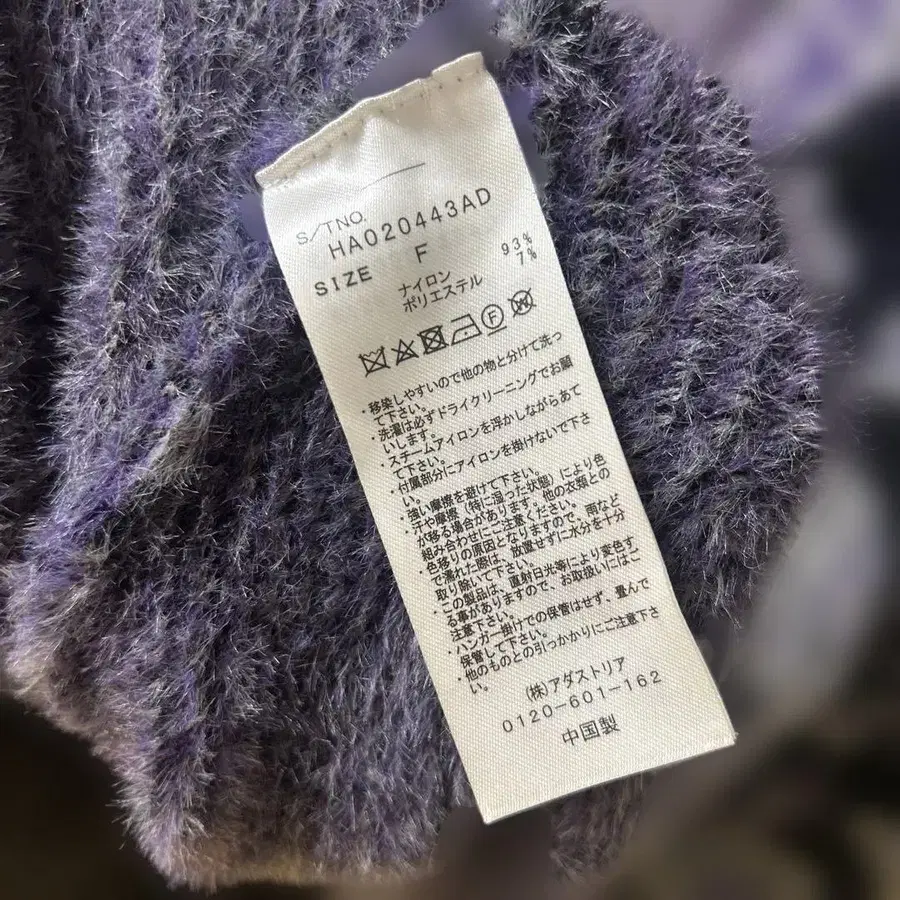 S/TNO.
HA020443AD
SIZE F
ナイロン 93%
ポリエステル 7%
F
・移染しやすいので他の物と分けて洗っ
て下さい。
・洗濯は必ずドライクリーニングでお願
いします。
・スチームアイロンを浮かしながらあて
て下さい。
・付属部分にアイロンを掛けないで下さ
い。
・強い摩擦を避けて下さい。
・汗や摩擦（特に湿った状態）により色
が移る場合があります。他の衣類との
組み合わせにご注意ください。
・色移りの原因となりますので、雨など
で濡れた際は、放置せずに水分を十分
取り除いて下さい。
・この製品は、直射日光等により変色す
る事がありますので、お取扱いにはご
注意下さい。
・ハンガー掛けでの保管はせず、畳んで
保管して下さい。
・他のものとの引っかかりにご注意下さ
い。
(株)アダストリア
0120-601-162
中国製